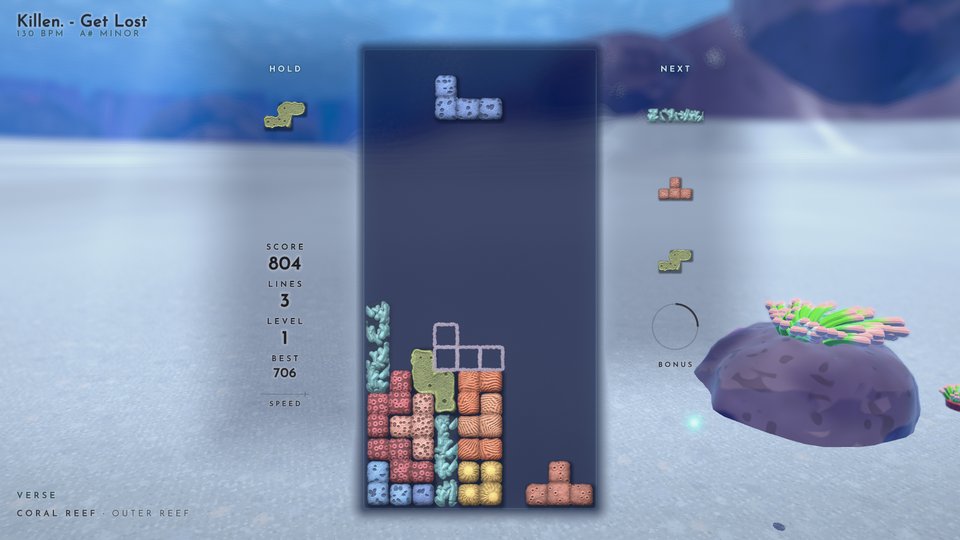 Killen. - Get Lost
130 BPM A# MINOR
HOLD
NEXT
SCORE
804
LINES
3
LEVEL
1
BEST
706
SPEED
BONUS
VERSE
CORAL REEF · OUTER REEF